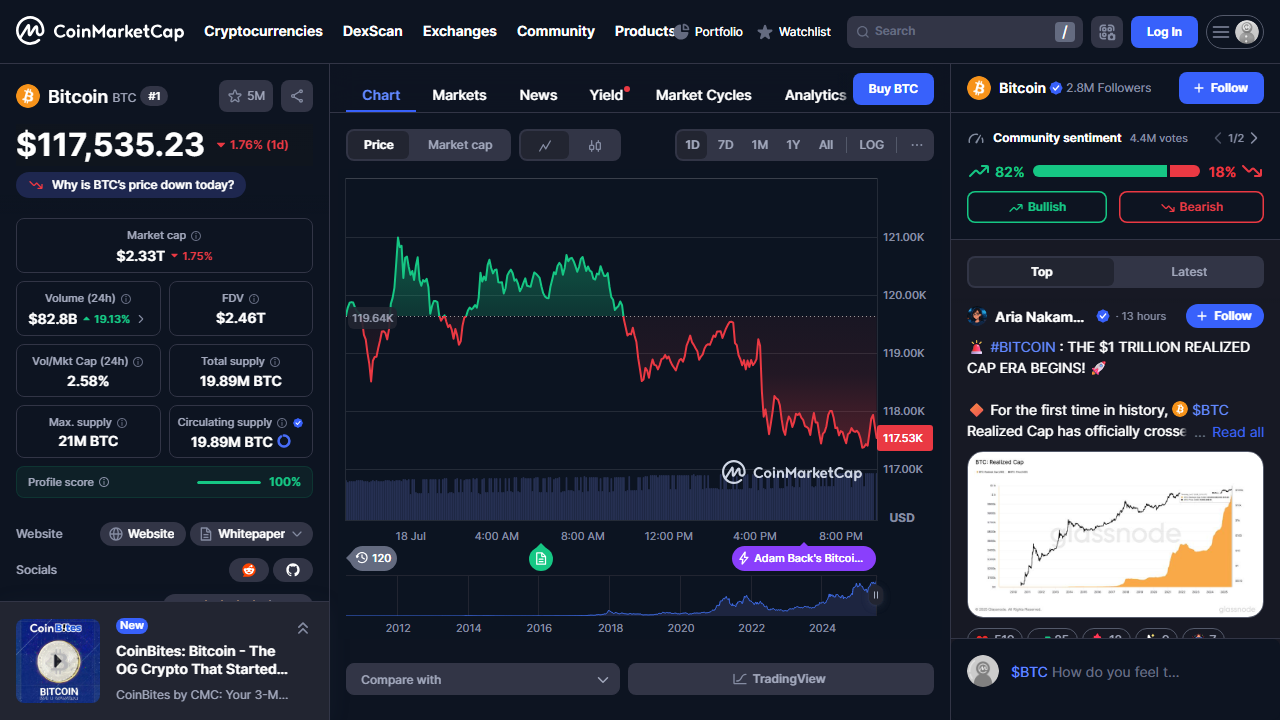 CoinMarketCap
Cryptocurrencies
DexScan
Exchanges
Community
Products
Portfolio
Watchlist
Search
/
Log In
Bitcoin BTC #1
5M
$117,535.23
1.76% (1d)
Why is BTC's price down today?
Market cap
$2.33T 1.75%
Volume (24h)
$82.8B 19.13%
FDV
$2.46T
Vol/Mkt Cap (24h)
2.58%
Total supply
19.89M BTC
Max. supply
21M BTC
Circulating supply
19.89M BTC
Profile score
100%
Website
Website
Whitepaper
Socials
CoinBites
BITCOIN
New
CoinBites: Bitcoin - The
OG Crypto That Started...
CoinBites by CMC: Your 3-M...
Chart
Markets
News
Yield
Market Cycles
Analytics
Buy BTC
Price
Market cap
1D
7D
1M
1Y
All
LOG
121.00K
120.00K
119.64K
119.00K
118.00K
117.53K
117.00K
CoinMarketCap
USD
18 Jul
4:00 AM
8:00 AM
12:00 PM
4:00 PM
8:00 PM
120
Adam Back's Bitcoi...
2012
2014
2016
2018
2020
2022
2024
Compare with
TradingView
Bitcoin 2.8M Followers
+ Follow
Community sentiment 4.4M votes
1/2
82%
18%
Bullish
Bearish
Top
Latest
Aria Nakam... · 13 hours
+ Follow
#BITCOIN : THE $1 TRILLION REALIZED
CAP ERA BEGINS!
For the first time in history, $BTC
Realized Cap has officially crosse ... Read all
BTC: Realized Cap
glassnode
glassnode
$BTC How do you feel t...